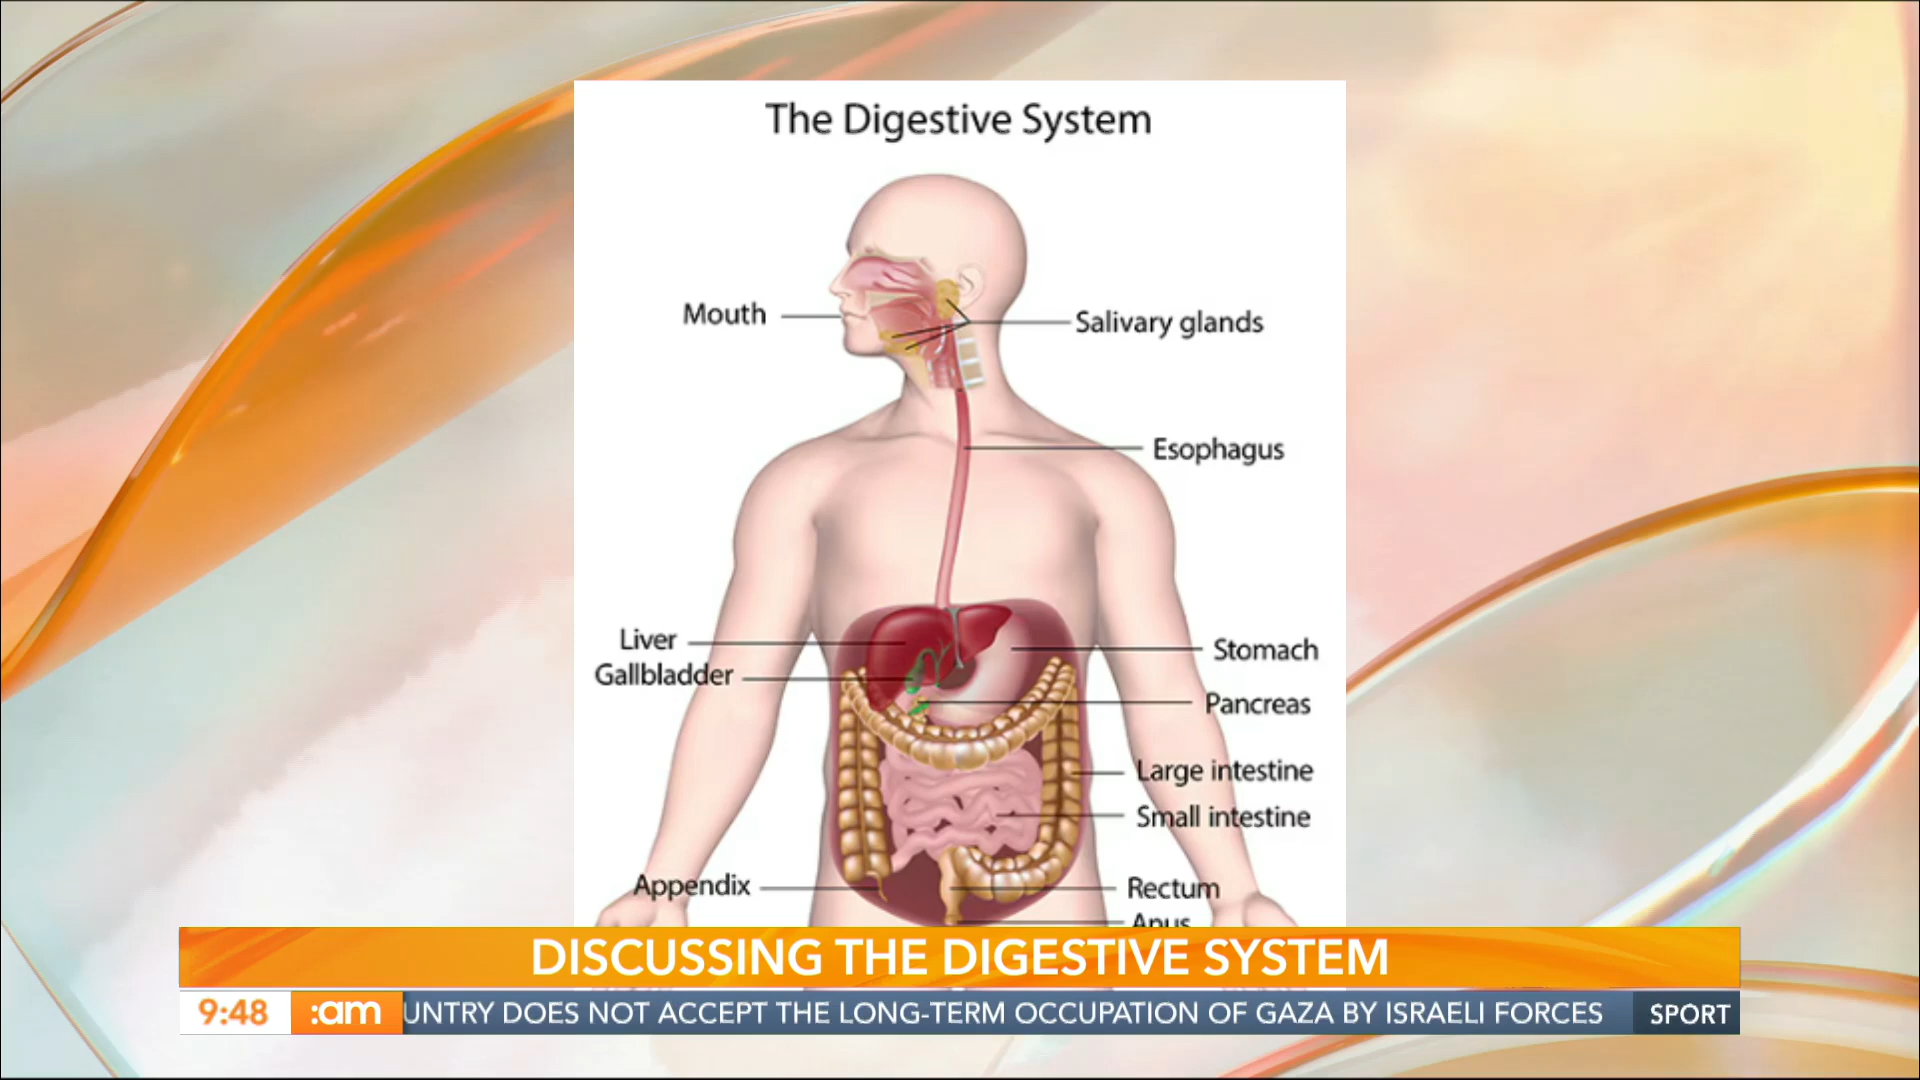 The Digestive System
Mouth
Salivary glands
Esophagus
Liver
Stomach
Gallbladder
Pancreas
Large intestine
Small intestine
Appendix
Rectum
Anus
DISCUSSING THE DIGESTIVE SYSTEM
9:48 :am UNTRY DOES NOT ACCEPT THE LONG-TERM OCCUPATION OF GAZA BY ISRAELI FORCES SPORT